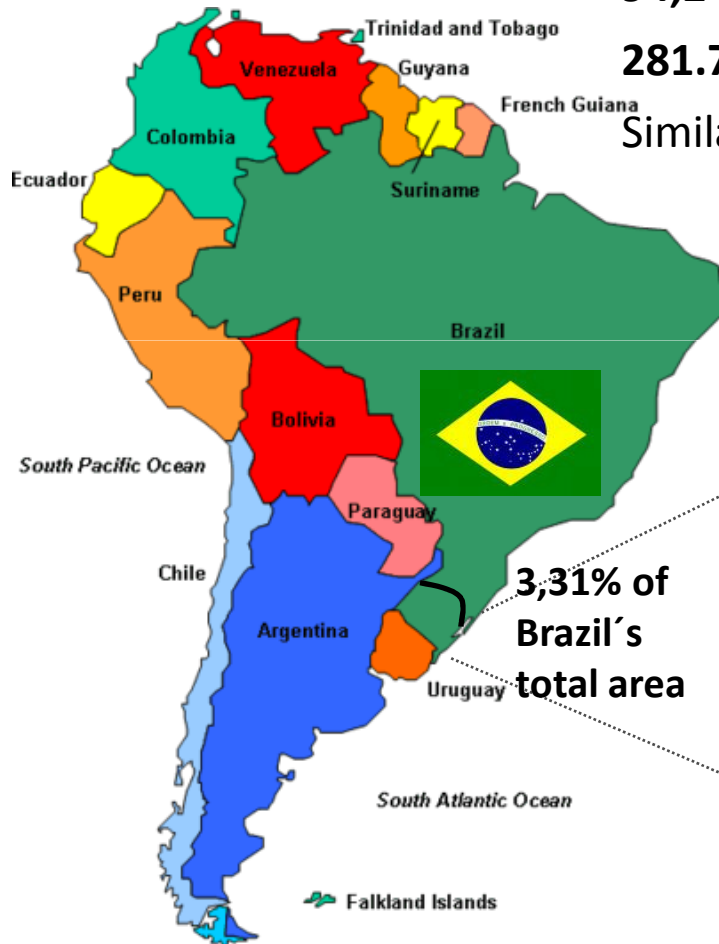 281.7
Simila
Trinidad and Tobago
Venezuela
Guyana
French Guiana
Colombia
Suriname
Ecuador
Peru
Brazil
Bolivia
South Pacific Ocean
Paraguay
Chile
3,31% of
Brazil´s
total area
Argentina
Uruguay
South Atlantic Ocean
Falkland Islands